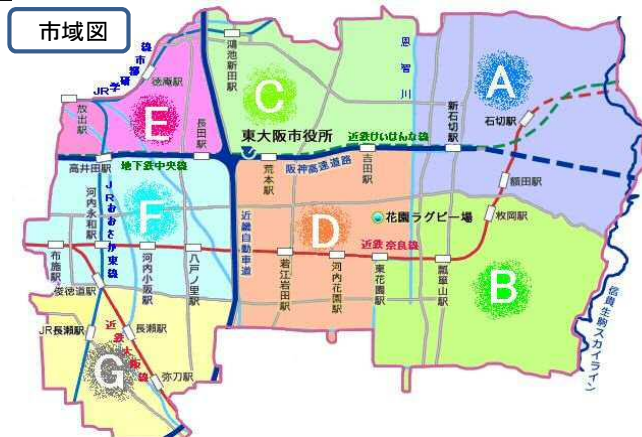 市域図
JR学研都市線
徳庵駅
鴻池新田駅
恩智川
放出駅
E
C
A
石切駅
長田駅
東大阪市役所
近鉄けいはんな線
新石切駅
高井田駅
地下鉄中央線
荒本駅
阪神高速道路
吉田駅
額田駅
河内永和駅
JRおおさか東線
F
近畿自動車道
D
花園ラグビー場
枚岡駅
布施駅
河内小阪駅
八戸ノ里駅
若江岩田駅
河内花園駅
近鉄奈良線
東花園駅
瓢箪山駅
B
俊徳道駅
JR長瀬駅
長瀬駅
近鉄大阪線
G
弥刀駅
信貴生駒スカイライン